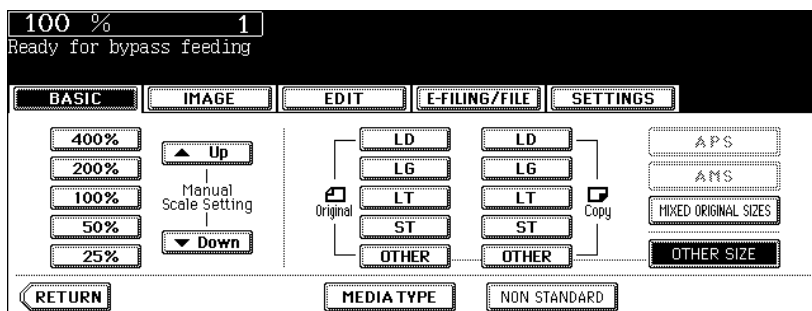 100 % 1
Ready for bypass feeding
BASIC IMAGE EDIT E-FILING/FILE SETTINGS
400%
200%
100%
50%
25%
Up
Manual
Scale Setting
Down
Original
LD
LG
LT
ST
OTHER
LD
LG
LT
ST
OTHER
Copy
APS
AMS
MIXED ORIGINAL SIZES
OTHER SIZE
RETURN MEDIA TYPE NON STANDARD